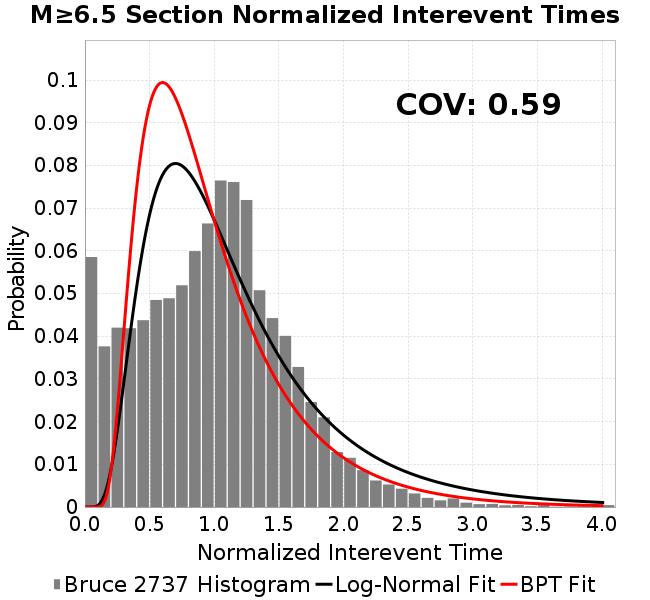 M≥6.5 Section Normalized Interevent Times
COV: 0.59
Probability
0.1
0.09
0.08
0.07
0.06
0.05
0.04
0.03
0.02
0.01
0
0.0 0.5 1.0 1.5 2.0 2.5 3.0 3.5 4.0
Normalized Interevent Time
Bruce 2737 Histogram Log-Normal Fit BPT Fit